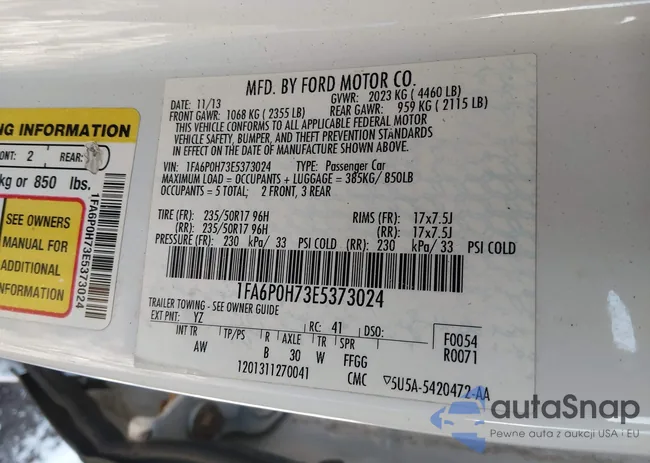 NG INFORMATION
ONT: 2 REAR:
kg or 850 lbs.
SEE OWNERS
MANUAL FOR
ADDITIONAL
INFORMATION
1FA6P0H73E5373024
MFD. BY FORD MOTOR CO.
DATE: 11/13 GVWR: 2023 KG ( 4460 LB)
FRONT GAWR: 1068 KG ( 2355 LB) REAR GAWR: 959 KG ( 2115 LB)
THIS VEHICLE CONFORMS TO ALL APPLICABLE FEDERAL MOTOR
VEHICLE SAFETY, BUMPER, AND THEFT PREVENTION STANDARDS
IN EFFECT ON THE DATE OF MANUFACTURE SHOWN ABOVE.
VIN: 1FA6P0H73E5373024 TYPE: Passenger Car
MAXIMUM LOAD = OCCUPANTS + LUGGAGE = 385KG/ 850LB
OCCUPANTS = 5 TOTAL; 2 FRONT, 3 REAR
TIRE (FR): 235/50R17 96H RIMS (FR): 17x7.5J
(RR): 235/50R17 96H (RR): 17x7.5J
PRESSURE (FR): 230 kPa/ 33 PSI COLD (RR): 230 kPa/ 33 PSI COLD
1FA6P0H73E5373024
TRAILER TOWING - SEE OWNER GUIDE
EXT PNT: YZ RC: 41 DSO: F0054
INT TR TP/PS R AXLE TR SPR R0071
AW B 30 W FFGG
1201311270041 CMC SU5A-5420472-AA
autaSnap
Pewne auta z aukcji USA i EU